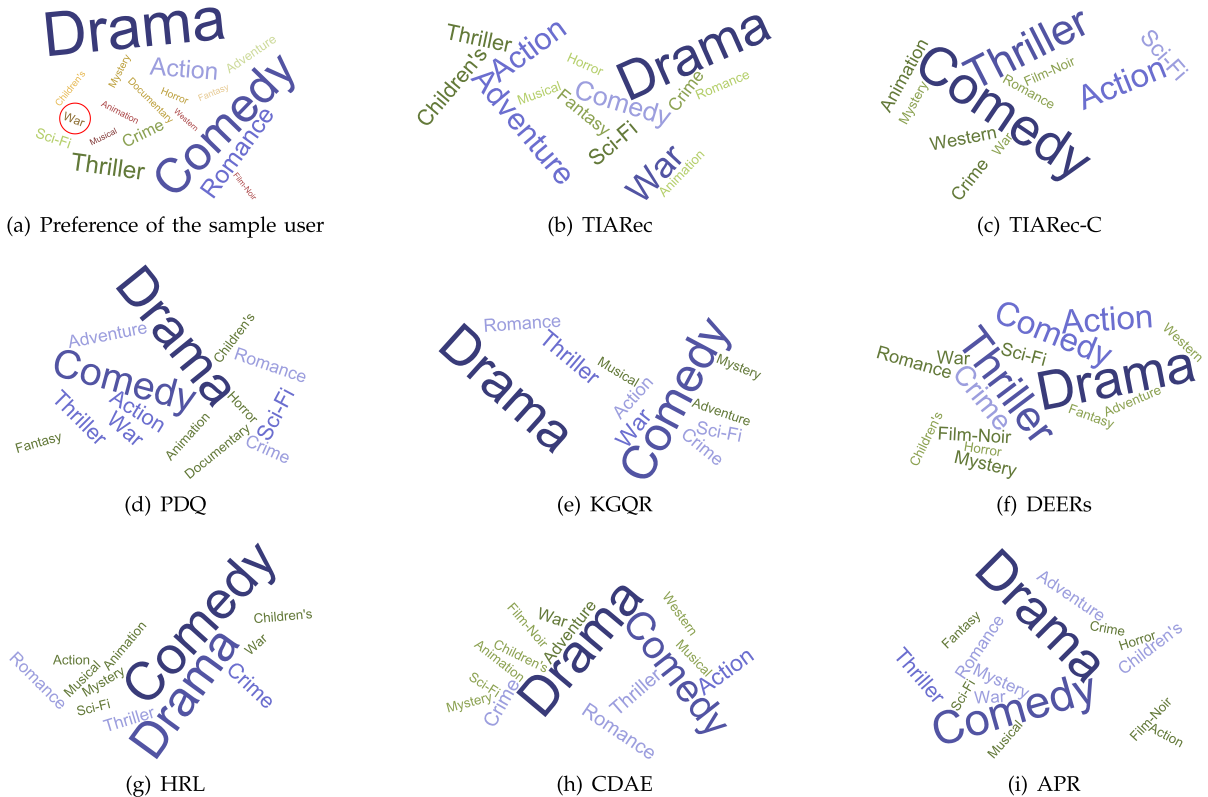 Drama
Adventure
Mystery
Action
Children's
Documentary
Horror
Fantasy
War
Animation
Western
Comedy
Sci-Fi
Musical
Crime
Romance
Thriller
Film-Noir
(a) Preference of the sample user
Thriller
Action
Horror
Drama
Children's
Adventure
Musical
Comedy
Crime
Romance
Fantasy
Sci-Fi
War
Animation
(b) TIARec
Animation
Thriller
Sci-Fi
Comedy
Film-Noir
Romance
Action
Mystery
Western
War
Crime
(c) TIARec-C
Drama
Adventure
Children's
Comedy
Romance
Action
Thriller
War
Horror
Sci-Fi
Animation
Fantasy
Documentary
Crime
(d) PDQ
Romance
Drama
Thriller
Musical
Comedy
Mystery
Action
War
Adventure
Sci-Fi
Crime
(e) KGQR
Comedy
Action
Western
Thriller
Romance
War
Sci-Fi
Drama
Crime
Adventure
Fantasy
Children's
Film-Noir
Horror
Mystery
(f) DEERs
Comedy
Children's
Animation
War
Action
Musical
Mystery
Romance
Drama
Crime
Sci-Fi
Thriller
(g) HRL
Western
Film-Noir
War
Adventure
Drama
Comedy
Children's
Animation
Musical
Sci-Fi
Thriller
Action
Mystery
Crime
Romance
(h) CDAE
Drama
Adventure
Fantasy
Crime
Horror
Romance
Children's
Thriller
Mystery
Sci-Fi
War
Comedy
Film-Noir
Musical
Action
(i) APR